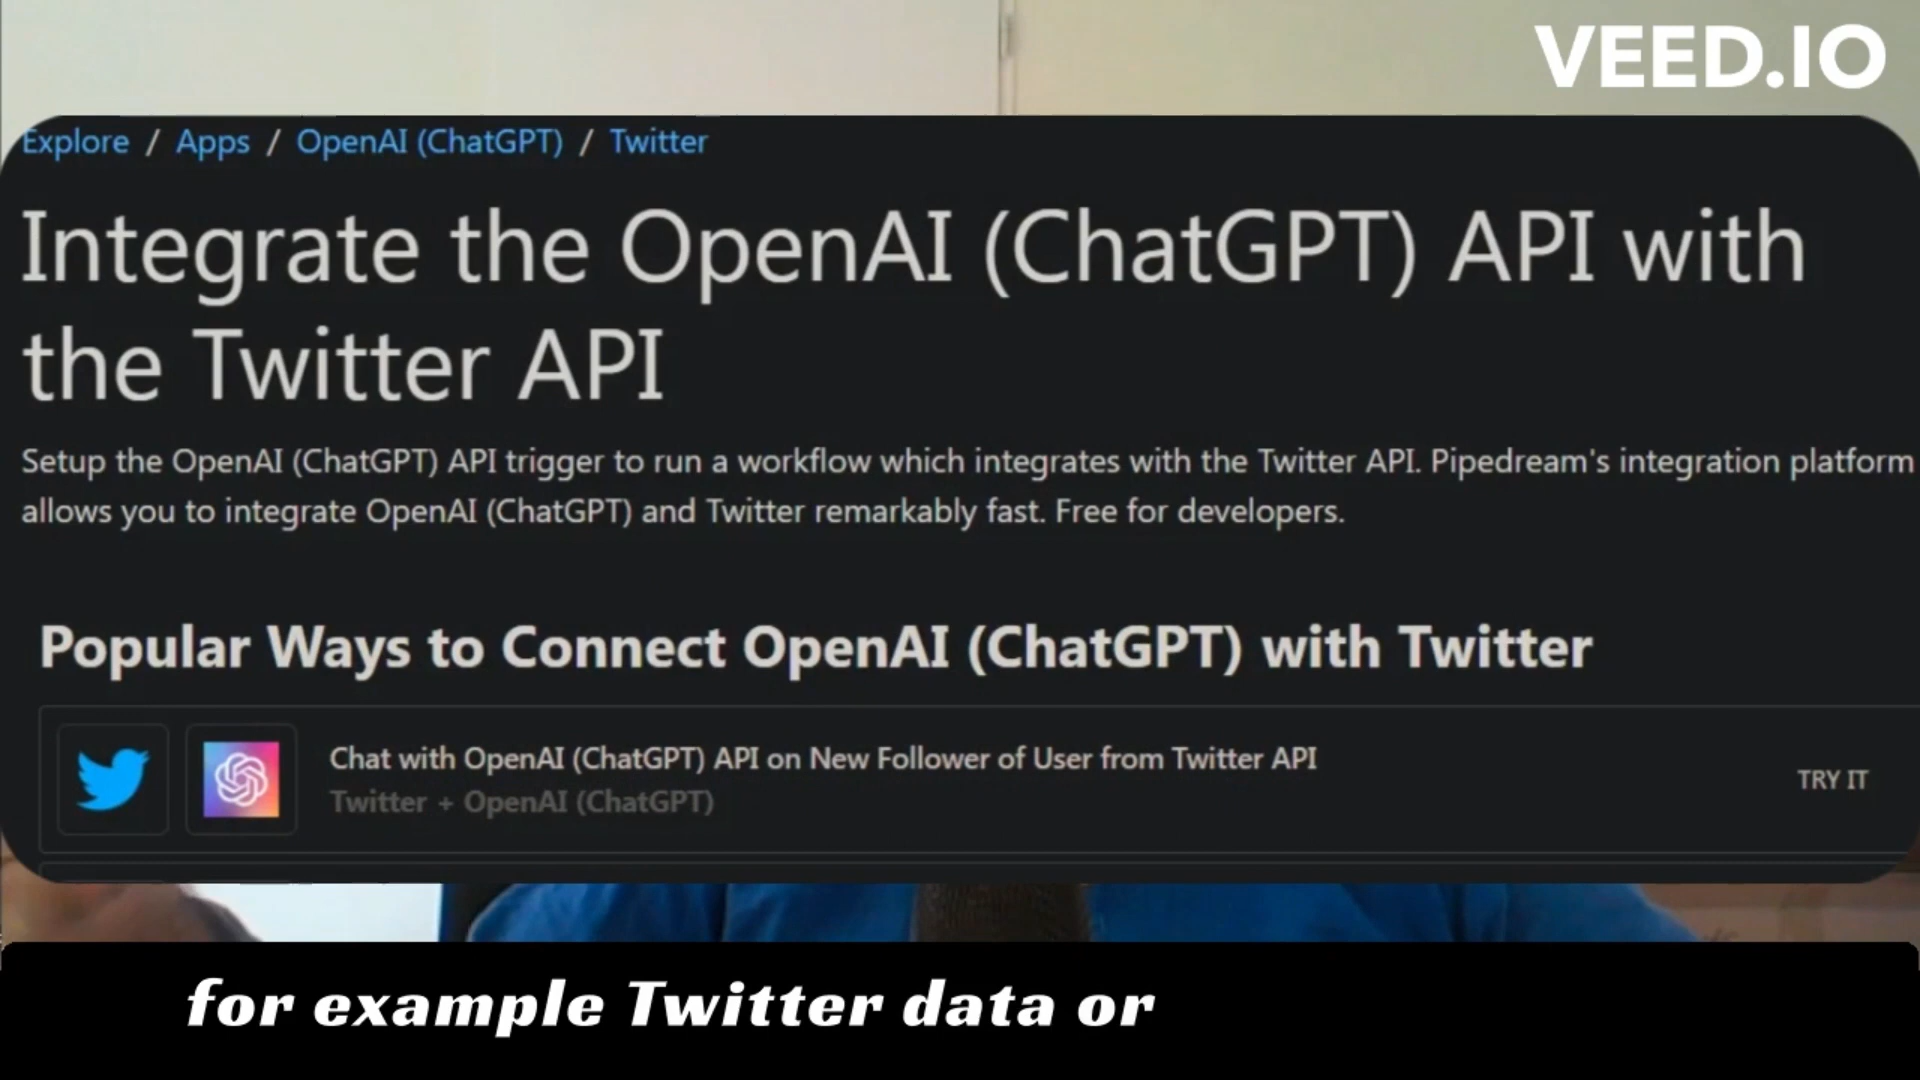 VEED.IO
Explore / Apps / OpenAI (ChatGPT) / Twitter
Integrate the OpenAI (ChatGPT) API with
the Twitter API
Setup the OpenAI (ChatGPT) API trigger to run a workflow which integrates with the Twitter API. Pipedream's integration platform
allows you to integrate OpenAI (ChatGPT) and Twitter remarkably fast. Free for developers.
Popular Ways to Connect OpenAI (ChatGPT) with Twitter
Chat with OpenAI (ChatGPT) API on New Follower of User from Twitter API
Twitter + OpenAI (ChatGPT)
TRY IT
for example Twitter data or